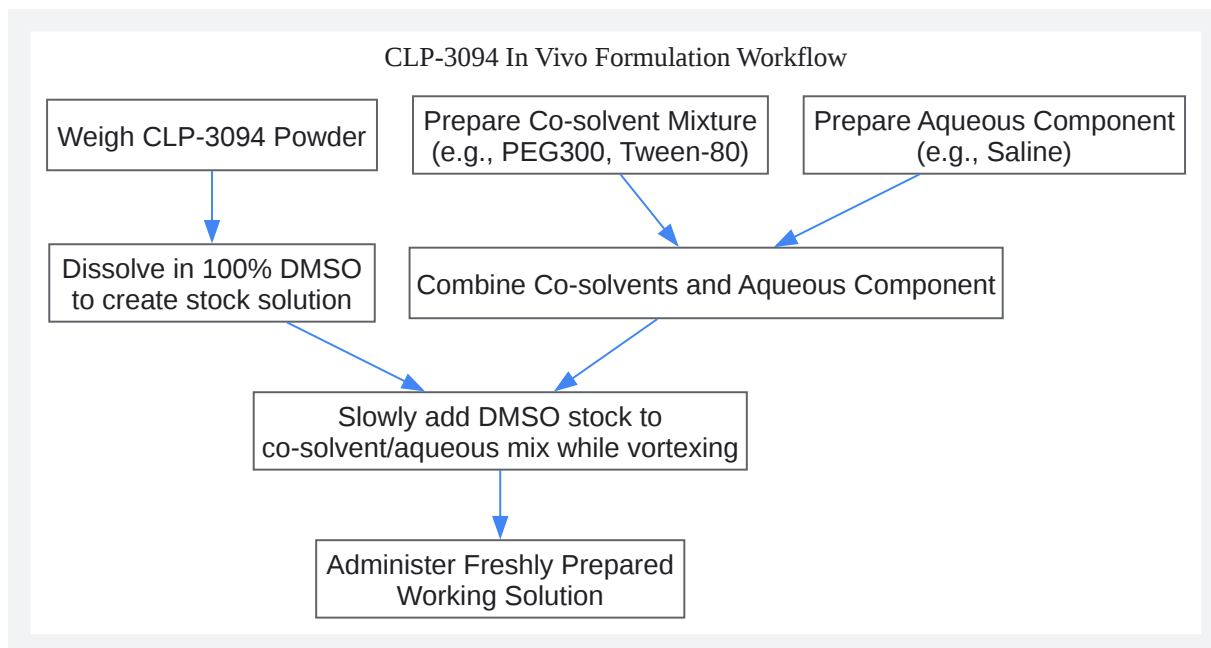 CLP-3094 In Vivo Formulation Workflow
Weigh CLP-3094 Powder
Prepare Co-solvent Mixture
(e.g., PEG300, Tween-80)
Prepare Aqueous Component
(e.g., Saline)
Dissolve in 100% DMSO
to create stock solution
Combine Co-solvents and Aqueous Component
Slowly add DMSO stock to
co-solvent/aqueous mix while vortexing
Administer Freshly Prepared
Working Solution